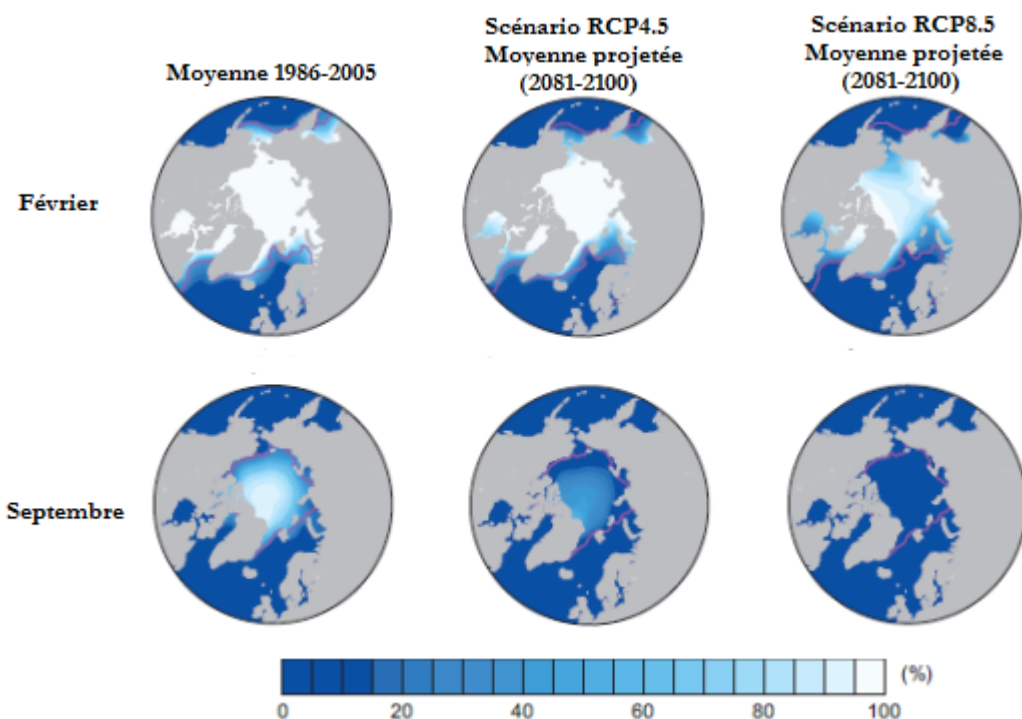 Moyenne 1986-2005
Scénario RCP4.5
Moyenne projetée
(2081-2100)
Scénario RCP8.5
Moyenne projetée
(2081-2100)
Février
Septembre
(%)
0 20 40 60 80 100